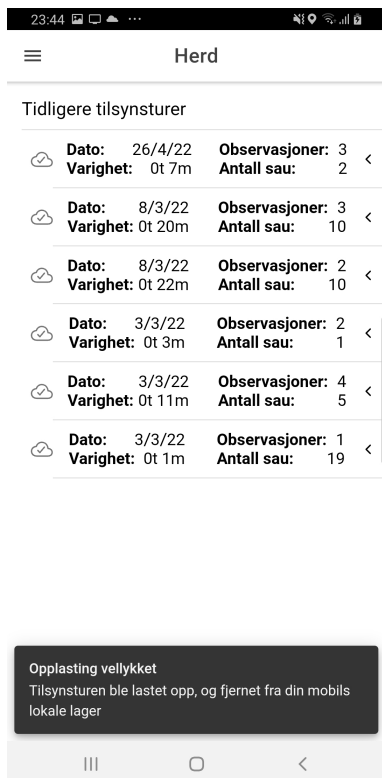 23:44
Herd
Tidligere tilsynsturer
Dato: 26/4/22 Observasjoner: 3
Varighet: 0t 7m Antall sau: 2
Dato: 8/3/22 Observasjoner: 3
Varighet: 0t 20m Antall sau: 10
Dato: 8/3/22 Observasjoner: 2
Varighet: 0t 22m Antall sau: 10
Dato: 3/3/22 Observasjoner: 2
Varighet: 0t 3m Antall sau: 1
Dato: 3/3/22 Observasjoner: 4
Varighet: 0t 11m Antall sau: 5
Dato: 3/3/22 Observasjoner: 1
Varighet: 0t 1m Antall sau: 19
Opplasting vellykket
Tilsynsturen ble lastet opp, og fjernet fra din mobils
lokale lager